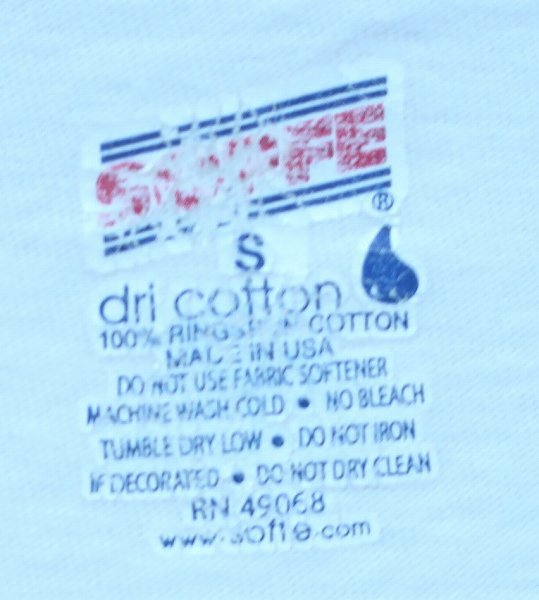 SOFFE
®
S
dri cotton
100% RINGSPUN COTTON
MADE IN USA
DO NOT USE FABRIC SOFTENER
MACHINE WASH COLD • NO BLEACH
TUMBLE DRY LOW • DO NOT IRON
IF DECORATED • DO NOT DRY CLEAN
RN 49068
www.soffe.com